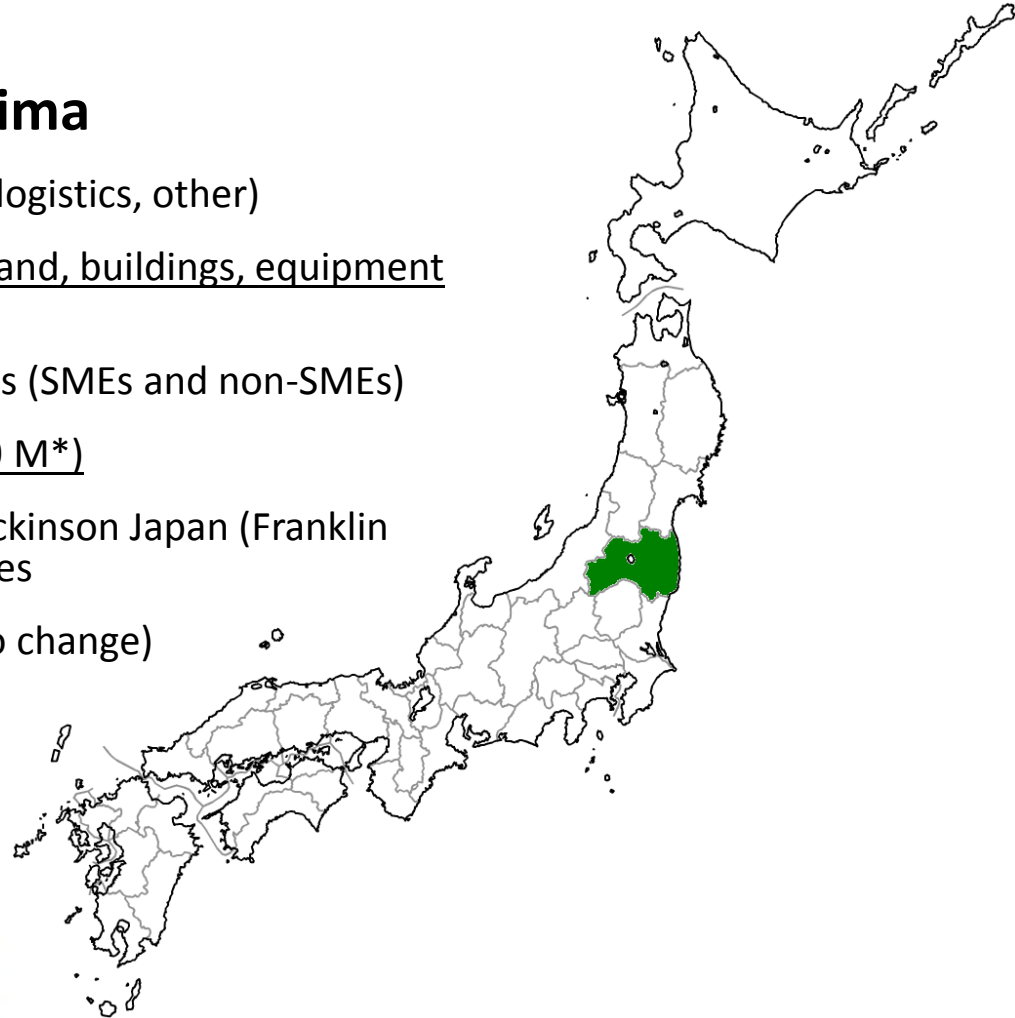 ima
logistics, other)
and, buildings, equipment
s (SMEs and non-SMEs)
M*)
ckinson Japan (Franklin
es
change)